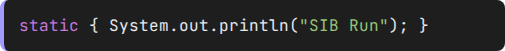 static { System.out.println("SIB Run"); }